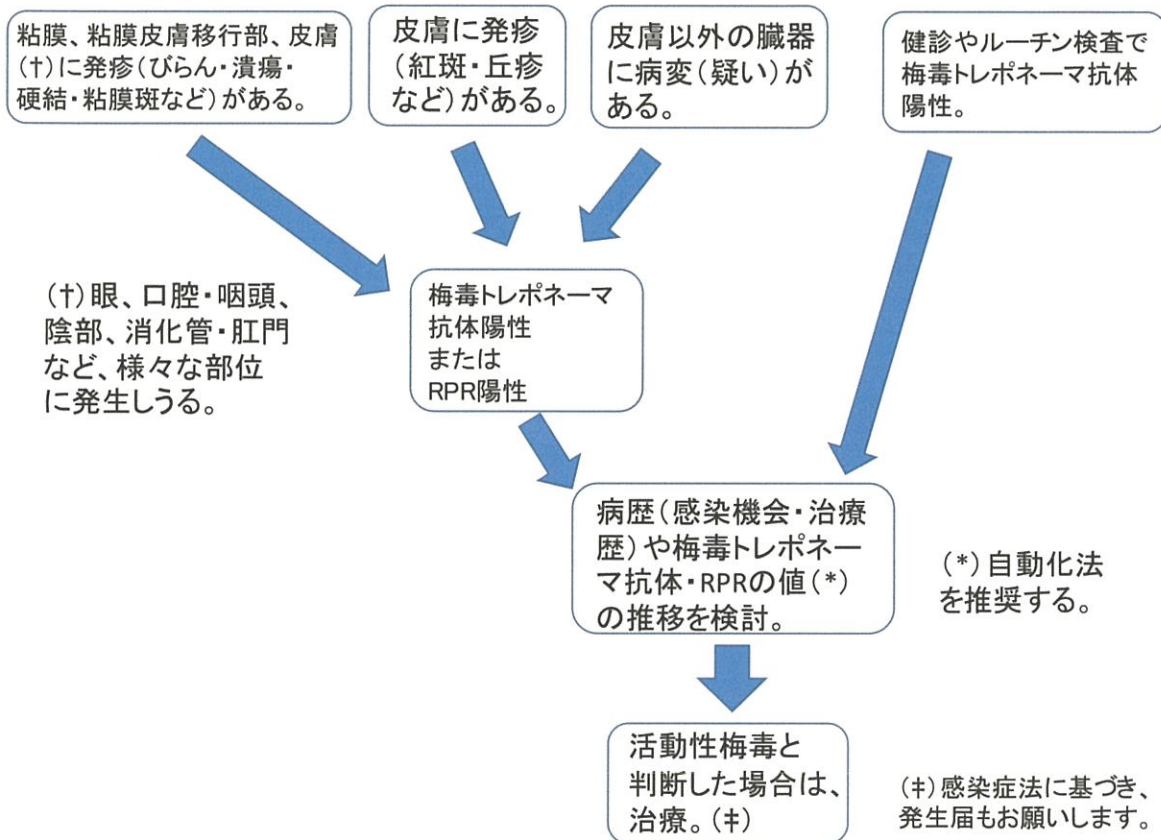 粘膜、粘膜皮膚移行部、皮膚
(†)に発疹(びらん・潰瘍・
硬結・粘膜斑など)がある。
皮膚に発疹
(紅斑・丘疹
など)がある。
皮膚以外の臓器
に病変(疑い)が
ある。
健診やルーチン検査で
梅毒トレポネーマ抗体
陽性。
(†)眼、口腔・咽頭、
陰部、消化管・肛門
など、様々な部位
に発生しうる。
梅毒トレポネーマ
抗体陽性
または
RPR陽性
病歴(感染機会・治療
歴)や梅毒トレポネー
マ抗体・RPRの値(*)
の推移を検討。
(*)自動化法
を推奨する。
活動性梅毒と
判断した場合は、
治療。(‡)
(‡)感染症法に基づき、
発生届もお願いします。